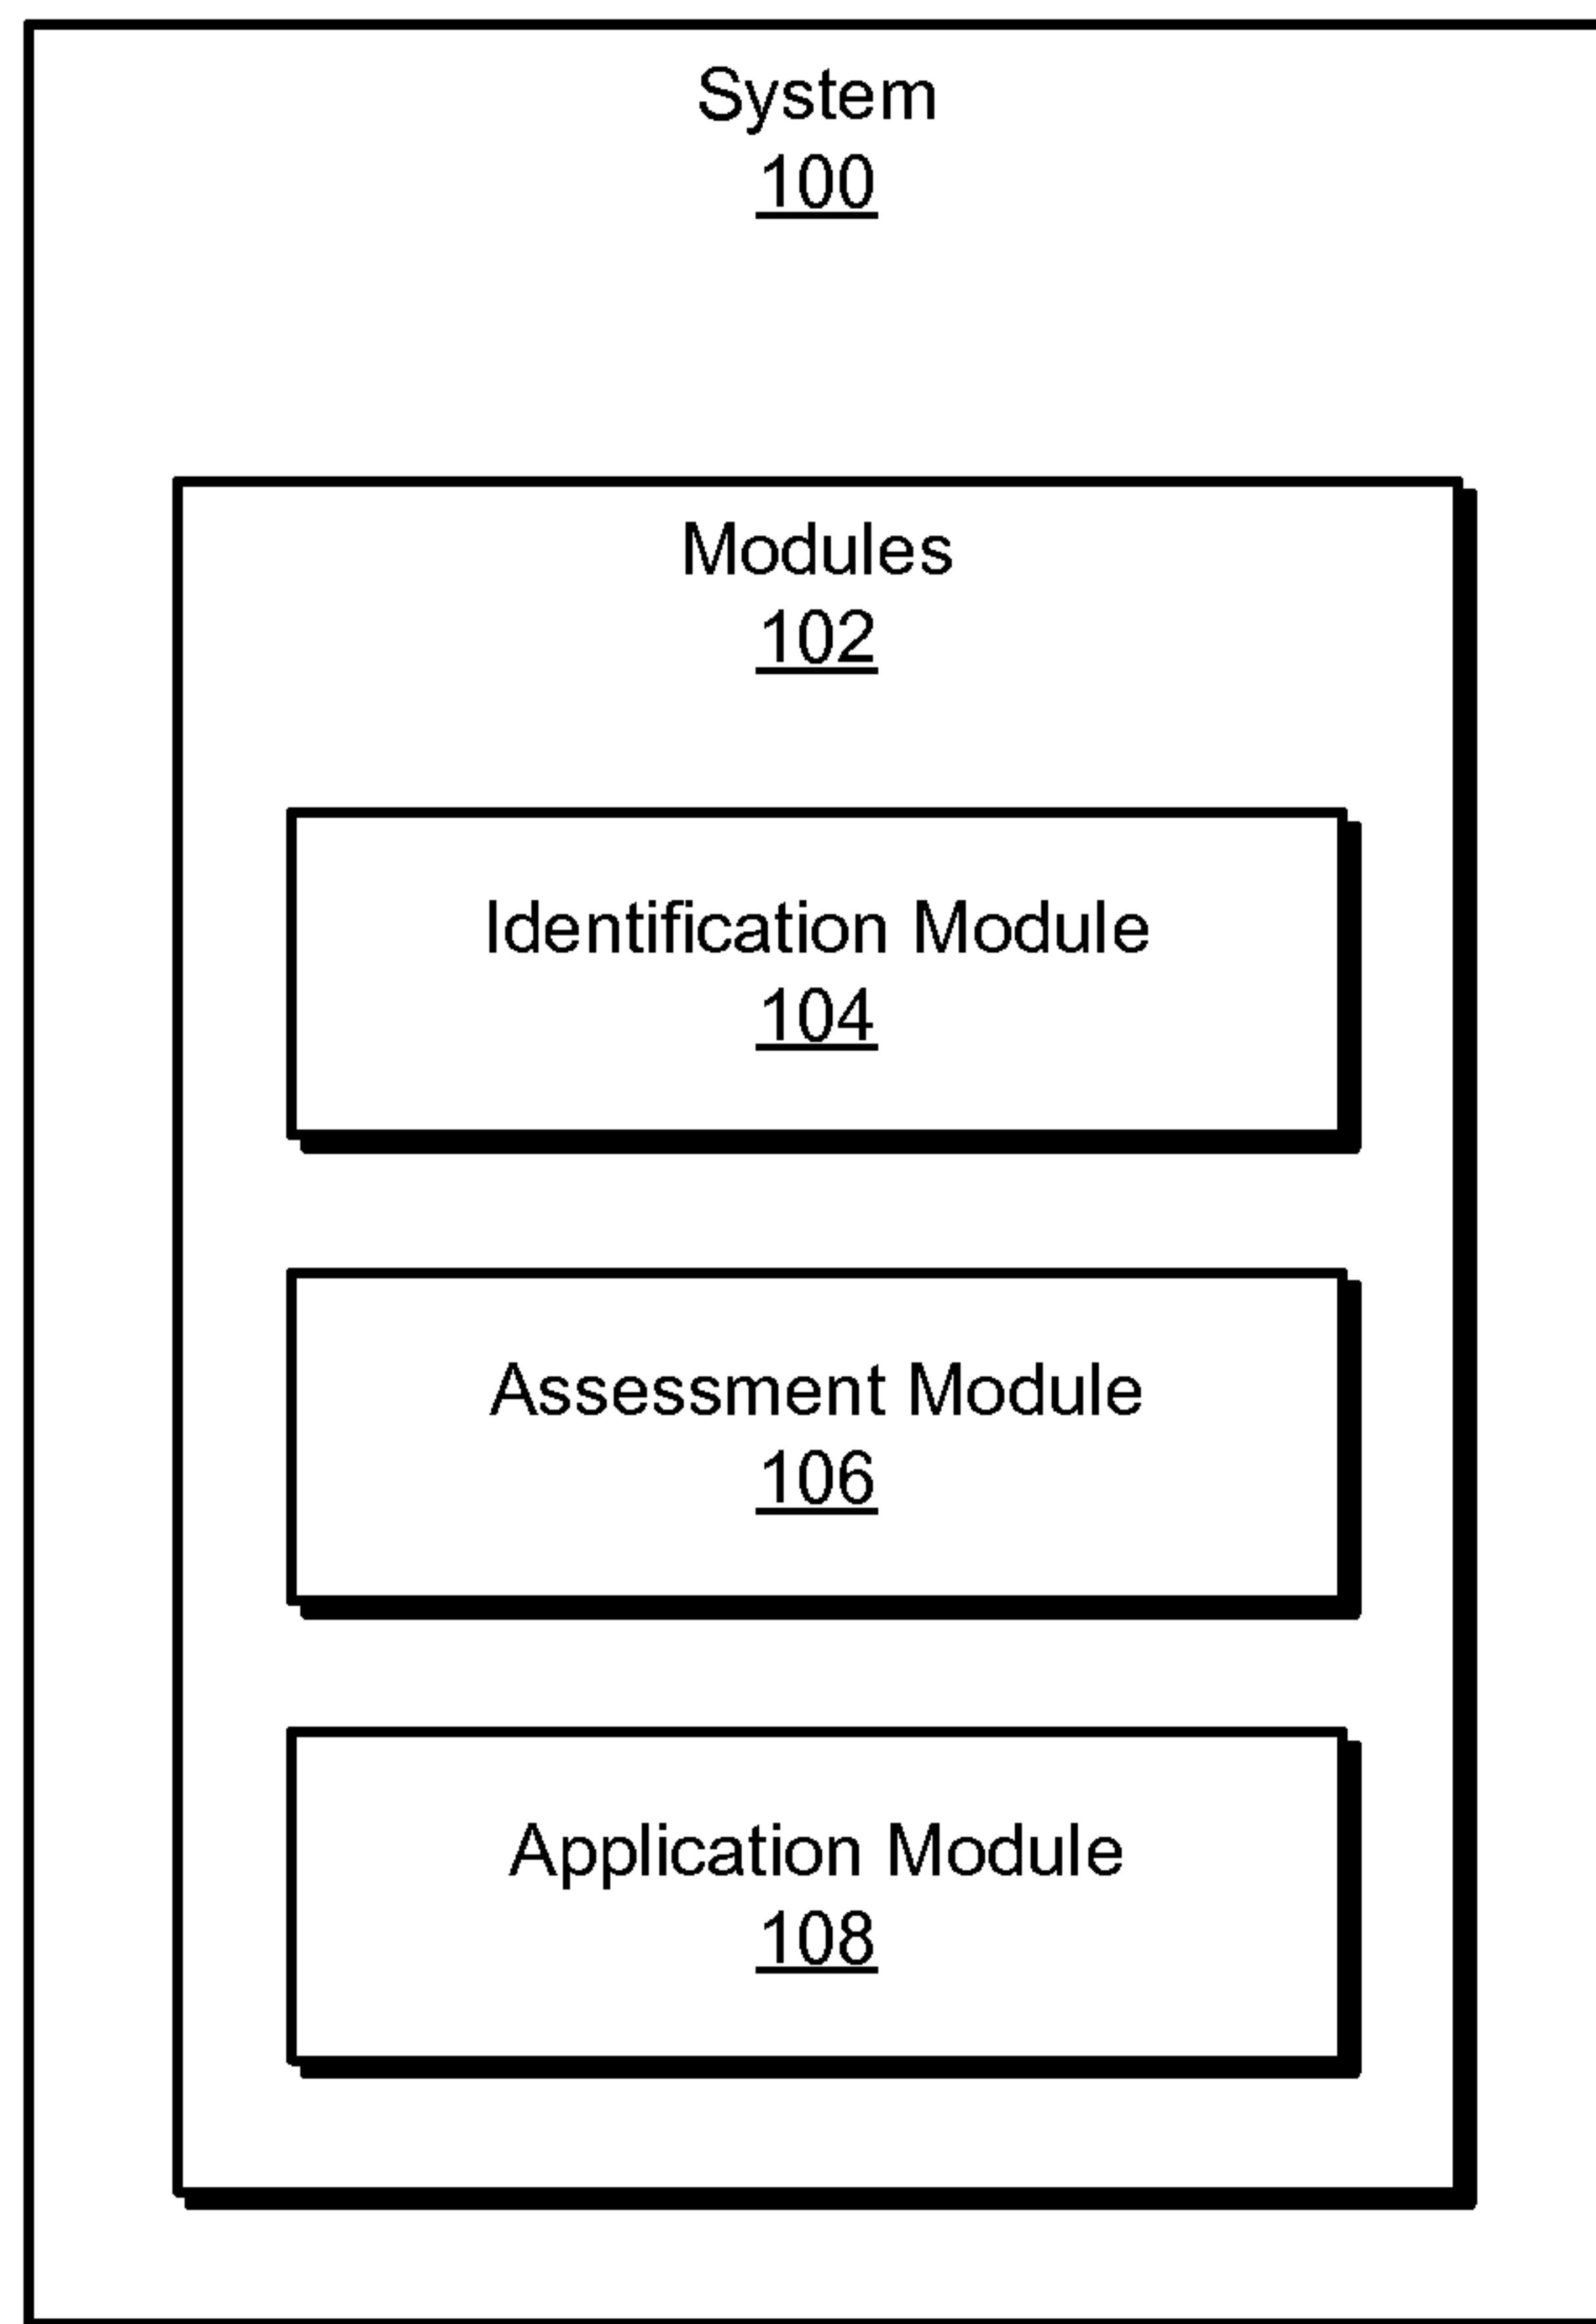 System
100
Modules
102
Identification Module
104
Assessment Module
106
Application Module
108